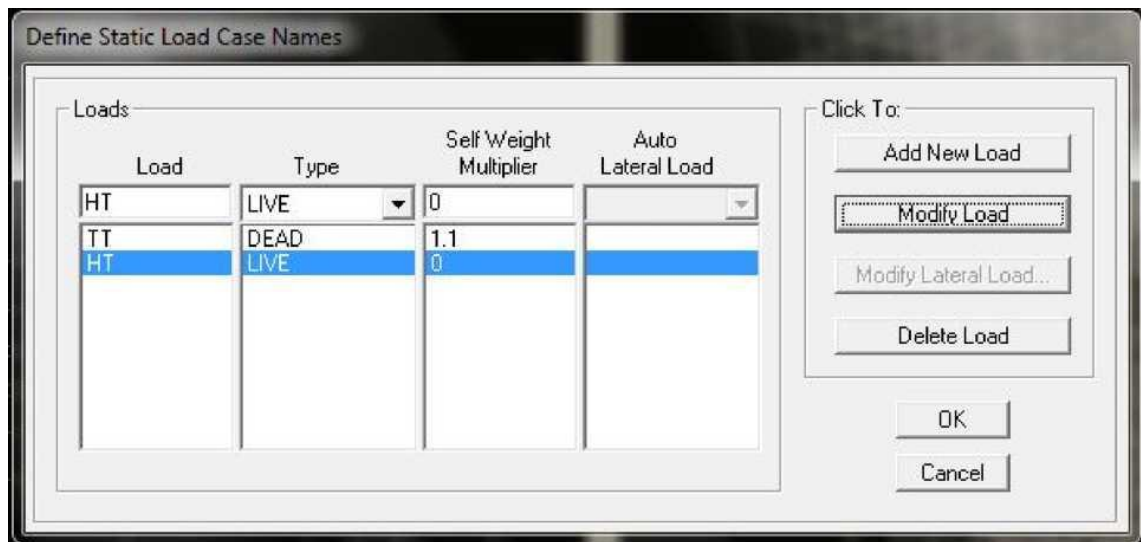 Define Static Load Case Names
Loads
Load Type Self Weight Multiplier Auto Lateral Load
HT LIVE 0
TT DEAD 1.1
HT LIVE 0
Click To:
Add New Load
Modify Load
Modify Lateral Load...
Delete Load
OK
Cancel